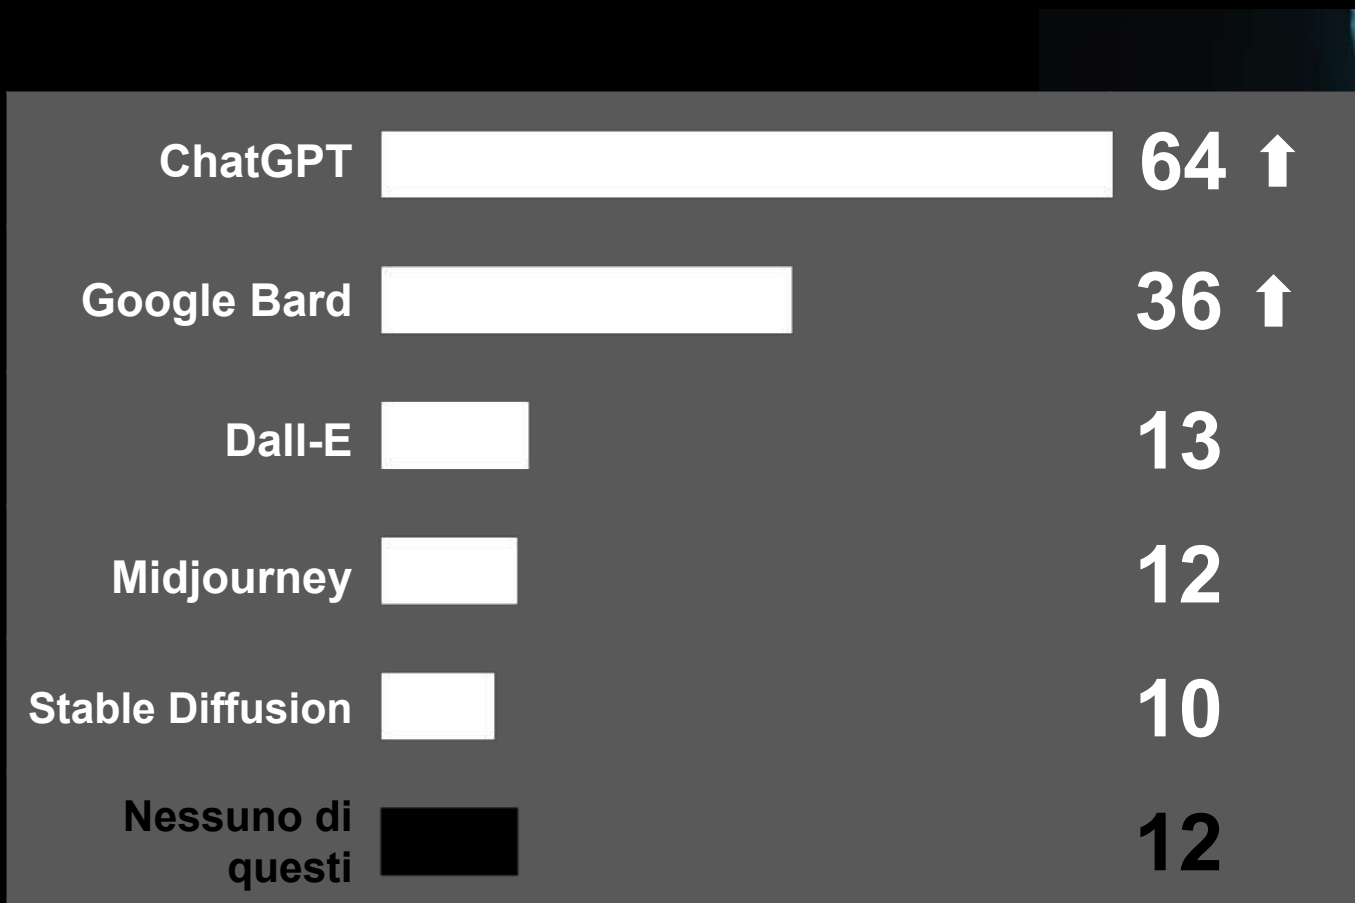 ChatGPT 64 ⬆
Google Bard 36 ⬆
Dall-E 13
Midjourney 12
Stable Diffusion 10
Nessuno di
questi 12